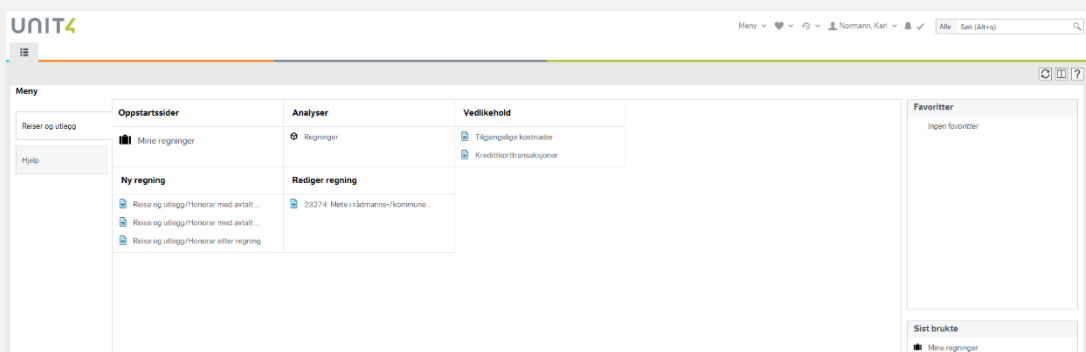 UNIT4
Meny
Normann, Kari
Alle
Søk (Alt+q)
?
Meny
Reiser og utlegg
Hjelp
Oppstartssider
Mine regninger
Analyser
Regninger
Vedlikehold
Tilgjengelige kostnader
Kredittkorttransaksjoner
Ny regning
Reise og utlegg/Honorar med avtalt ...
Reise og utlegg/Honorar med avtalt ...
Reise og utlegg/Honorar etter regning
Rediger regning
23274: Møte i rådmanns-/kommune...
Favoritter
Ingen favoritter
Sist brukte
Mine regninger